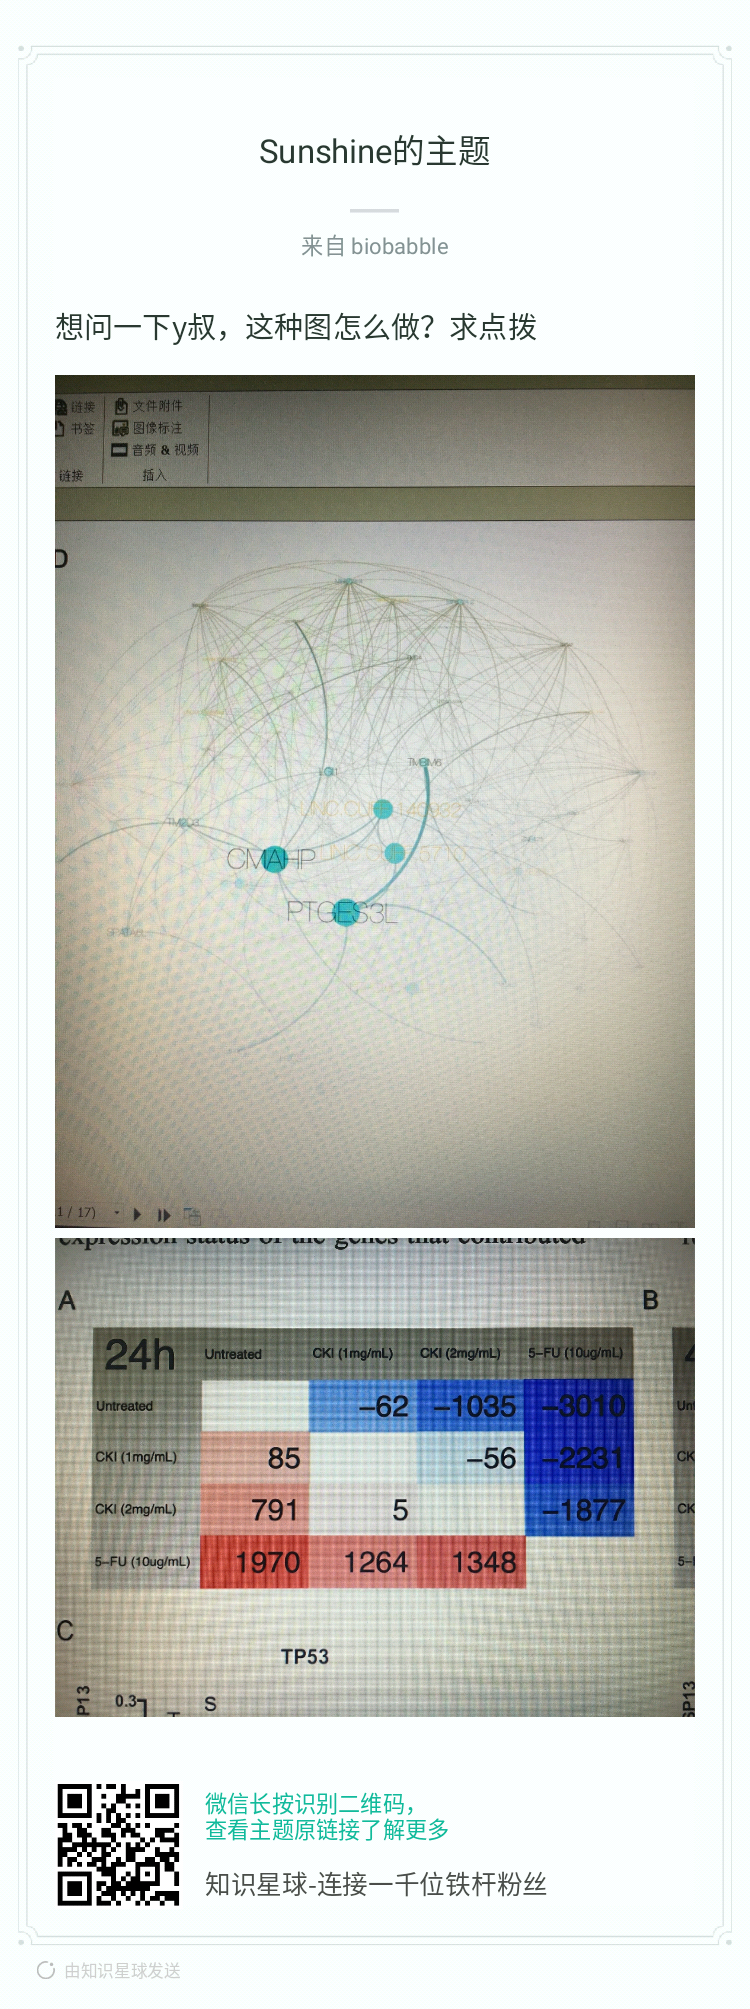 Sunshine的主题
来自 biobabble
想问一下y叔，这种图怎么做？求点拨
链接 文件附件
书签 图像标注
音频 & 视频
链接 插入
D
CMAHP
PTGES3L
1 / 17)
expression status of the genes that contributed
A B
24h Untreated CKI (1mg/mL) CKI (2mg/mL) 5–FU (10ug/mL)
Untreated –62 –1035 –3010
CKI (1mg/mL) 85 –56 –2231
CKI (2mg/mL) 791 5 –1877
5–FU (10ug/mL) 1970 1264 1348
C
TP53
0.3
S
微信长按识别二维码，
查看主题原链接了解更多
知识星球-连接一千位铁杆粉丝
由知识星球发送